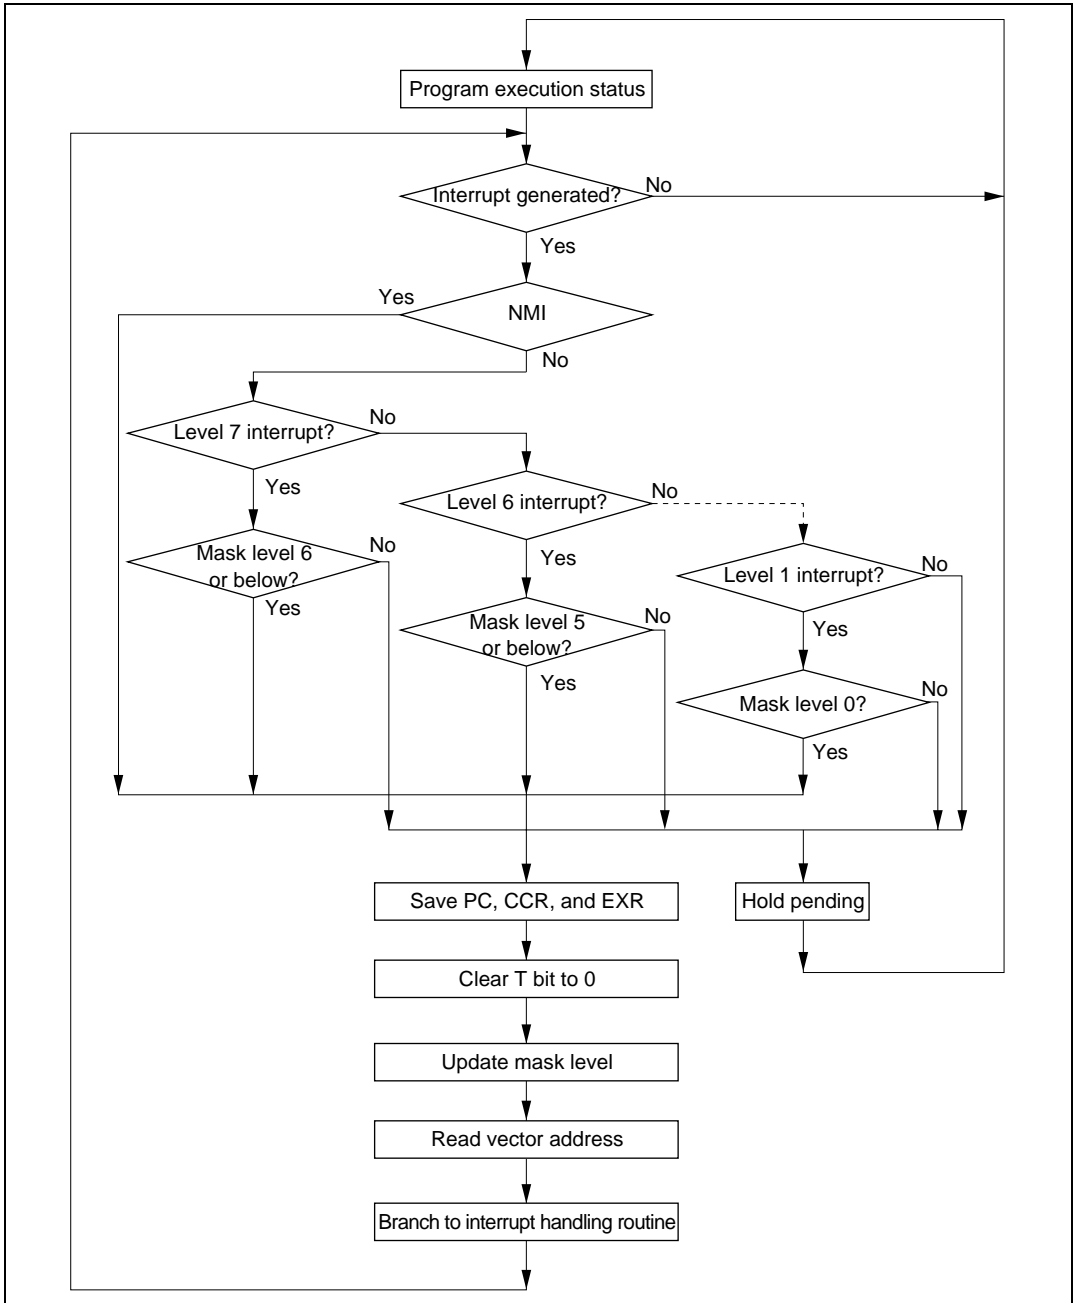 Program execution status
Interrupt generated?
No
Yes
Yes
NMI
No
Level 7 interrupt?
No
Yes
Level 6 interrupt?
No
Mask level 6
or below?
No
Yes
Yes
Level 1 interrupt?
No
Mask level 5
or below?
No
Yes
Yes
Mask level 0?
No
Yes
Save PC, CCR, and EXR
Hold pending
Clear T bit to 0
Update mask level
Read vector address
Branch to interrupt handling routine